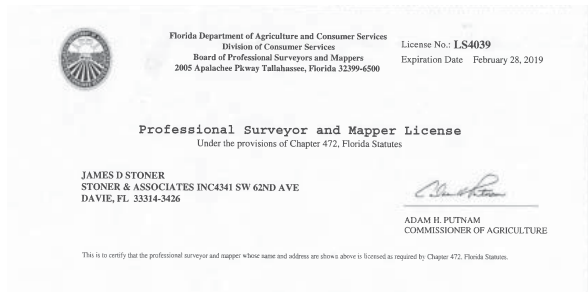 Florida Department of Agriculture and Consumer Services
Division of Consumer Services
Board of Professional Surveyors and Mappers
2005 Apalachee Pkway Tallahassee, Florida 32399-6500
License No.: LS4039
Expiration Date February 28, 2019
Professional Surveyor and Mapper License
Under the provisions of Chapter 472, Florida Statutes
JAMES D STONER
STONER & ASSOCIATES INC4341 SW 62ND AVE
DAVIE, FL 33314-3426
ADAM H. PUTNAM
COMMISSIONER OF AGRICULTURE
This is to certify that the professional surveyor and mapper whose name and address are shown above is licensed as required by Chapter 472, Florida Statutes.